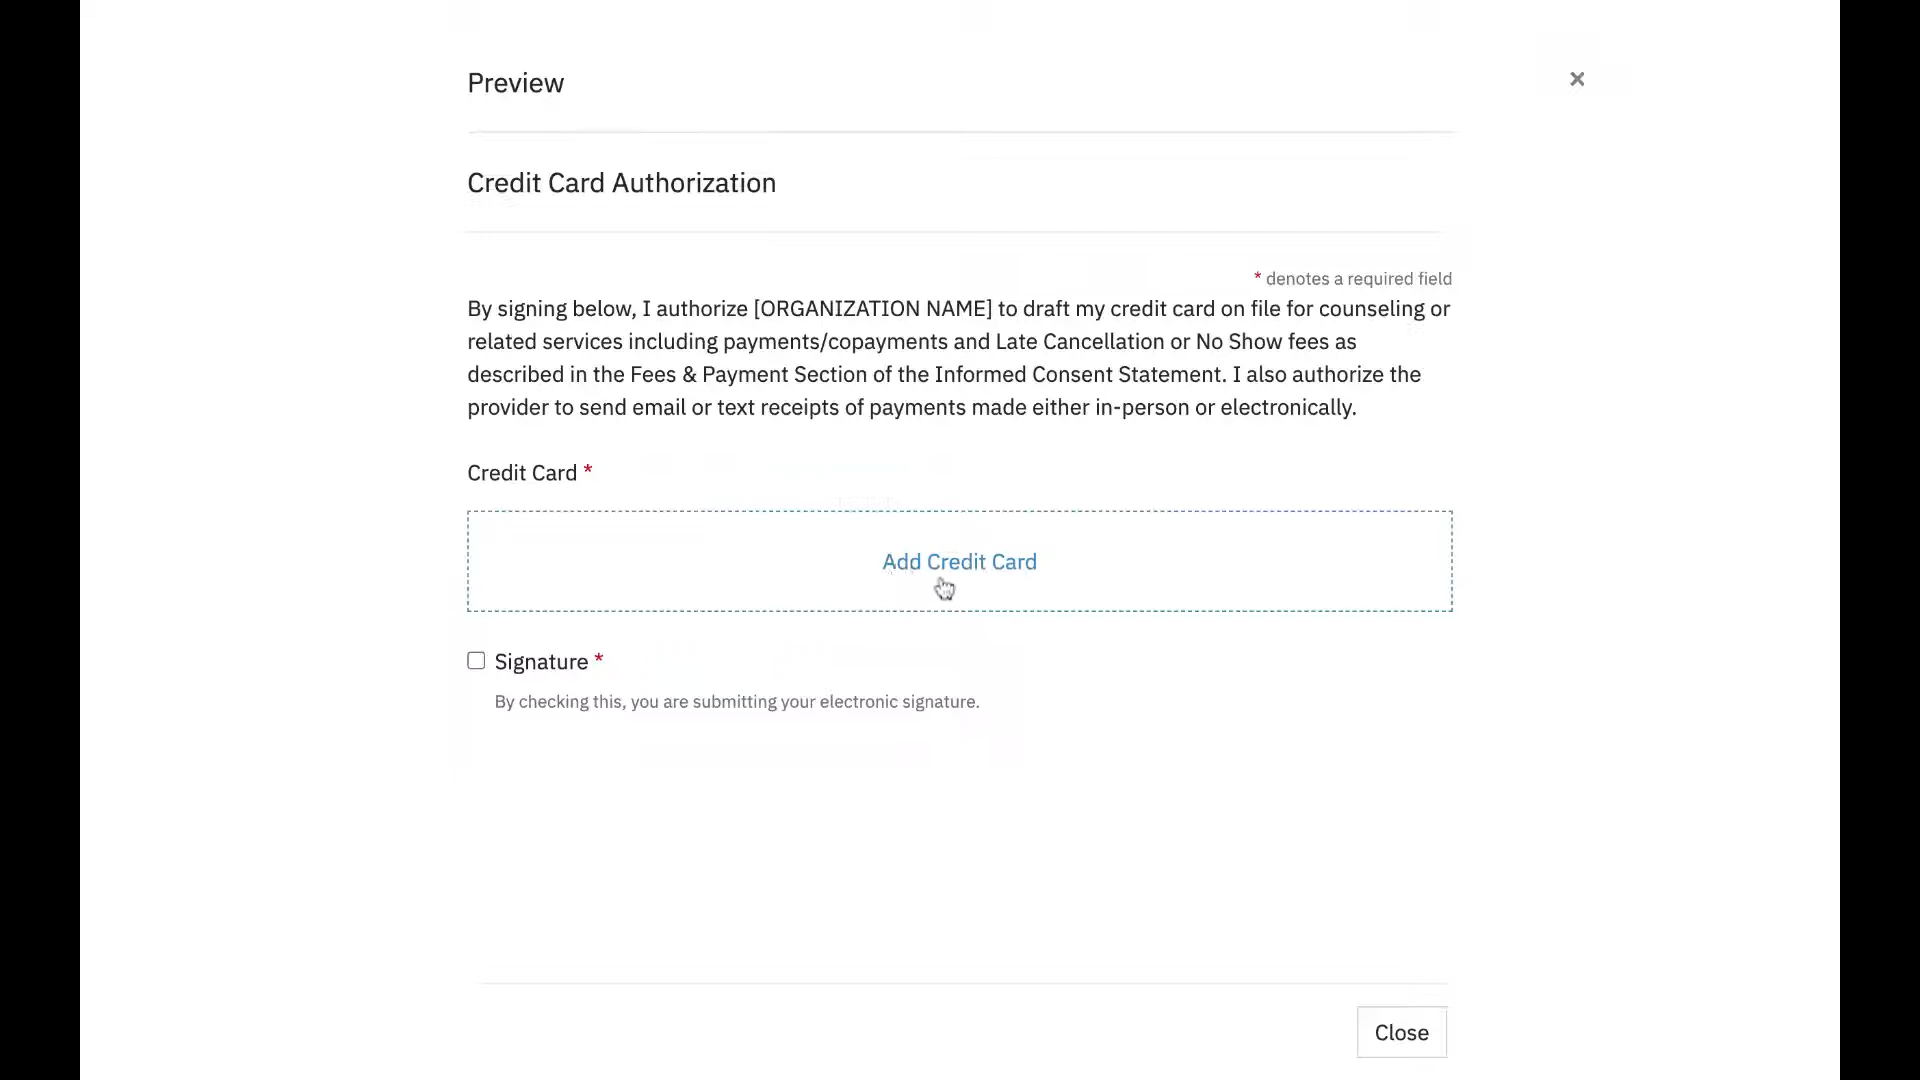 Preview
×
Credit Card Authorization
* denotes a required field
By signing below, I authorize [ORGANIZATION NAME] to draft my credit card on file for counseling or
related services including payments/copayments and Late Cancellation or No Show fees as
described in the Fees & Payment Section of the Informed Consent Statement. I also authorize the
provider to send email or text receipts of payments made either in-person or electronically.
Credit Card *
Add Credit Card
Signature *
By checking this, you are submitting your electronic signature.
Close